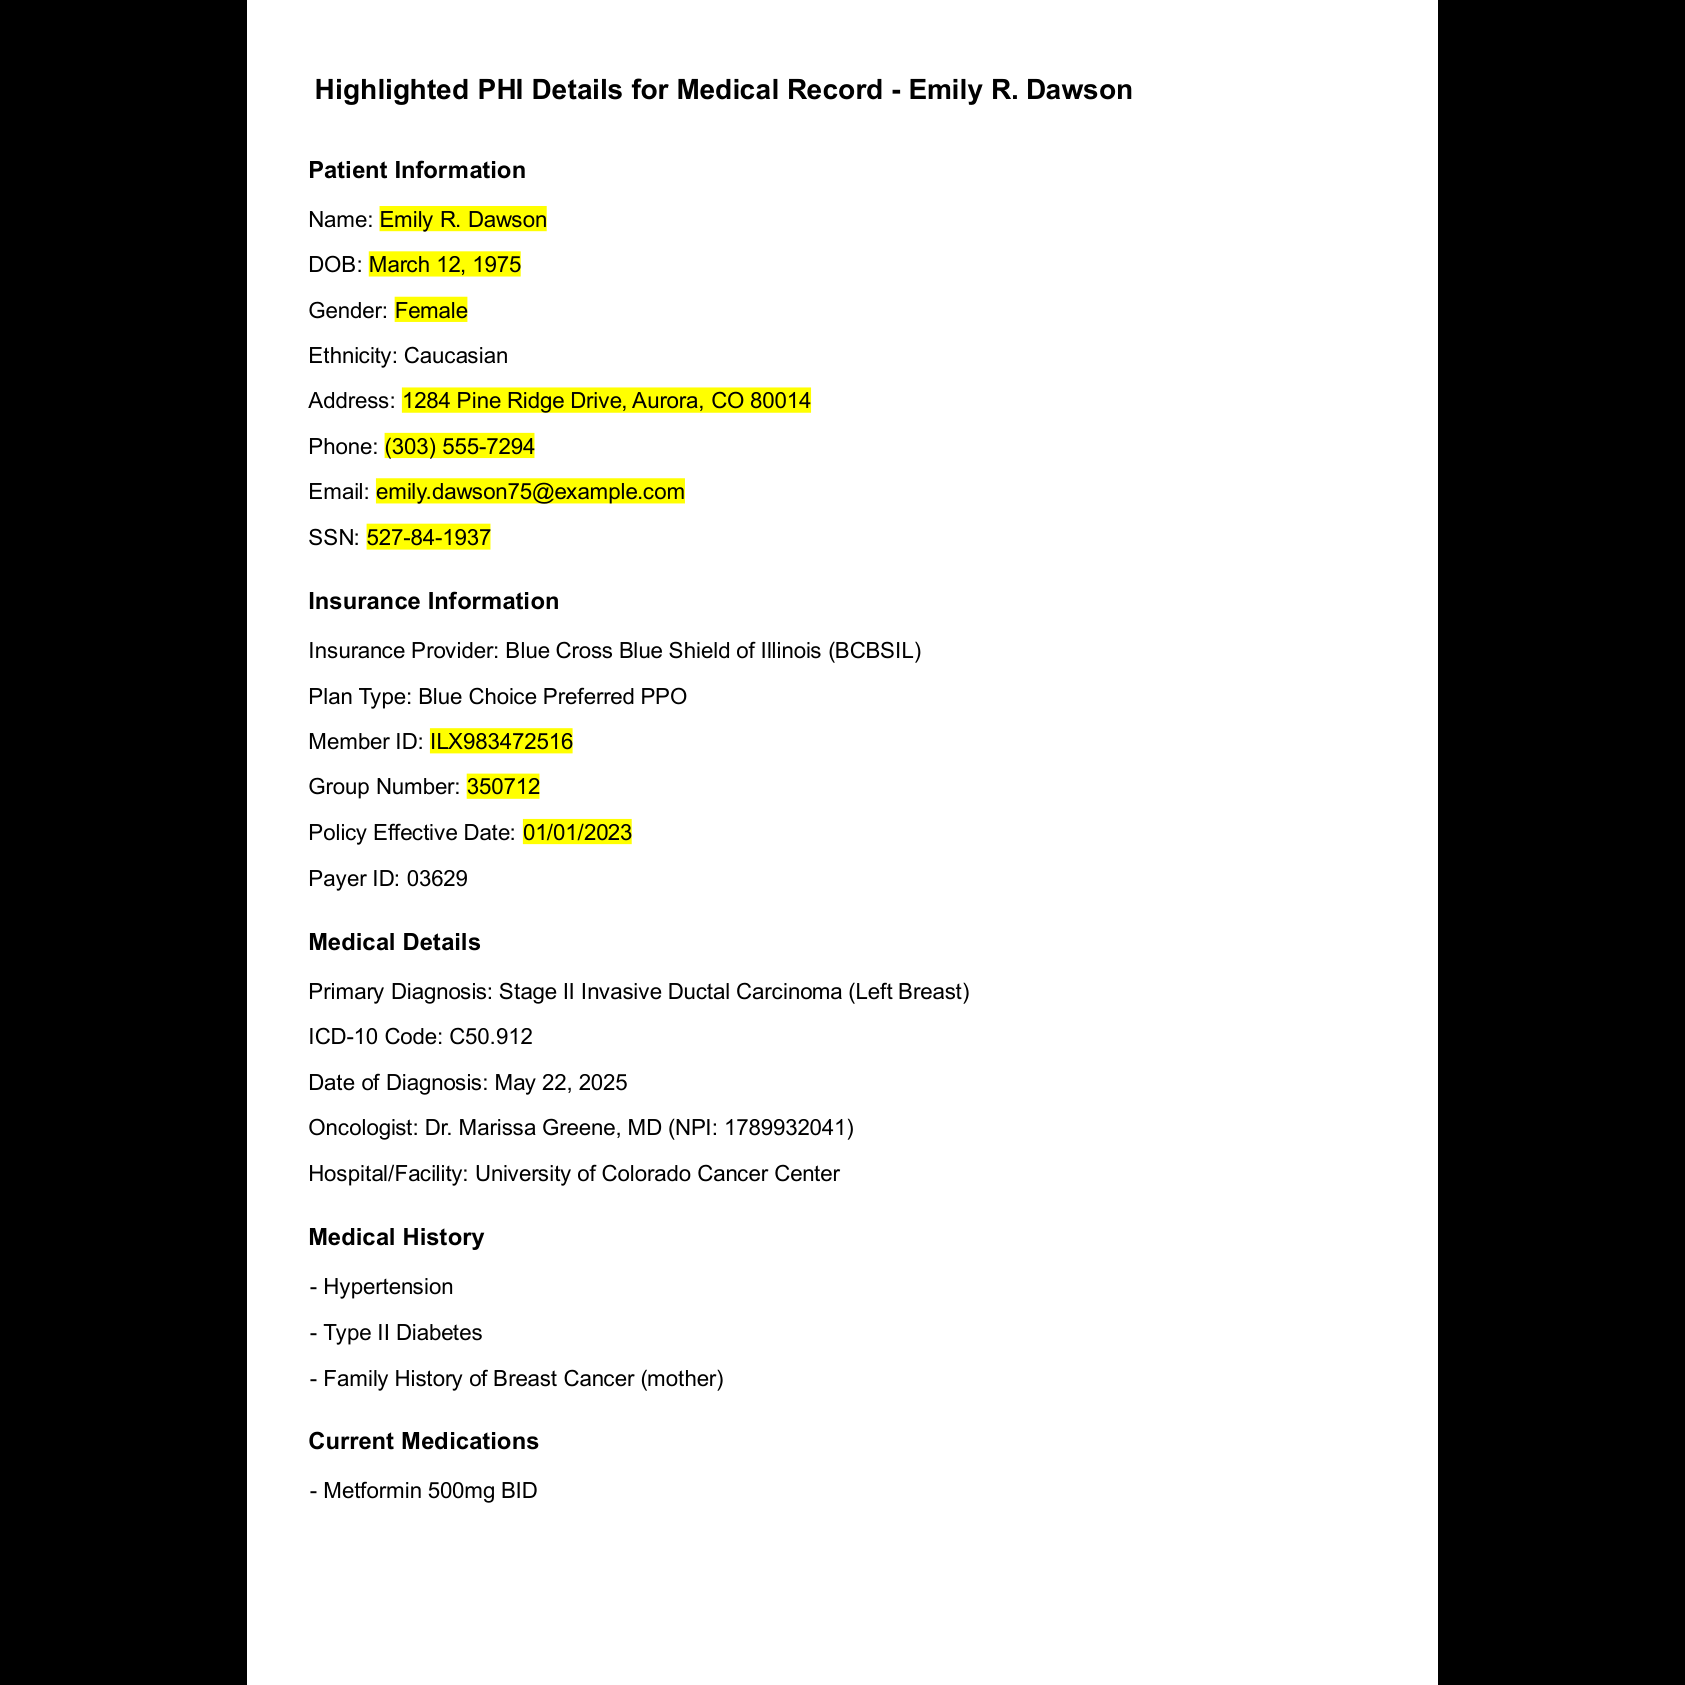 Highlighted PHI Details for Medical Record - Emily R. Dawson
Patient Information
Name: Emily R. Dawson
DOB: March 12, 1975
Gender: Female
Ethnicity: Caucasian
Address: 1284 Pine Ridge Drive, Aurora, CO 80014
Phone: (303) 555-7294
Email: emily.dawson75@example.com
SSN: 527-84-1937
Insurance Information
Insurance Provider: Blue Cross Blue Shield of Illinois (BCBSIL)
Plan Type: Blue Choice Preferred PPO
Member ID: ILX983472516
Group Number: 350712
Policy Effective Date: 01/01/2023
Payer ID: 03629
Medical Details
Primary Diagnosis: Stage II Invasive Ductal Carcinoma (Left Breast)
ICD-10 Code: C50.912
Date of Diagnosis: May 22, 2025
Oncologist: Dr. Marissa Greene, MD (NPI: 1789932041)
Hospital/Facility: University of Colorado Cancer Center
Medical History
- Hypertension
- Type II Diabetes
- Family History of Breast Cancer (mother)
Current Medications
- Metformin 500mg BID